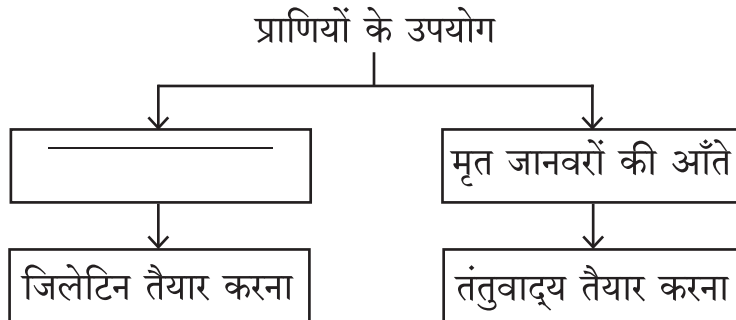 प्राणियों के उपयोग
मृत जानवरों की आँते
जिलेटिन तैयार करना
तंतुवाद्‌य तैयार करना